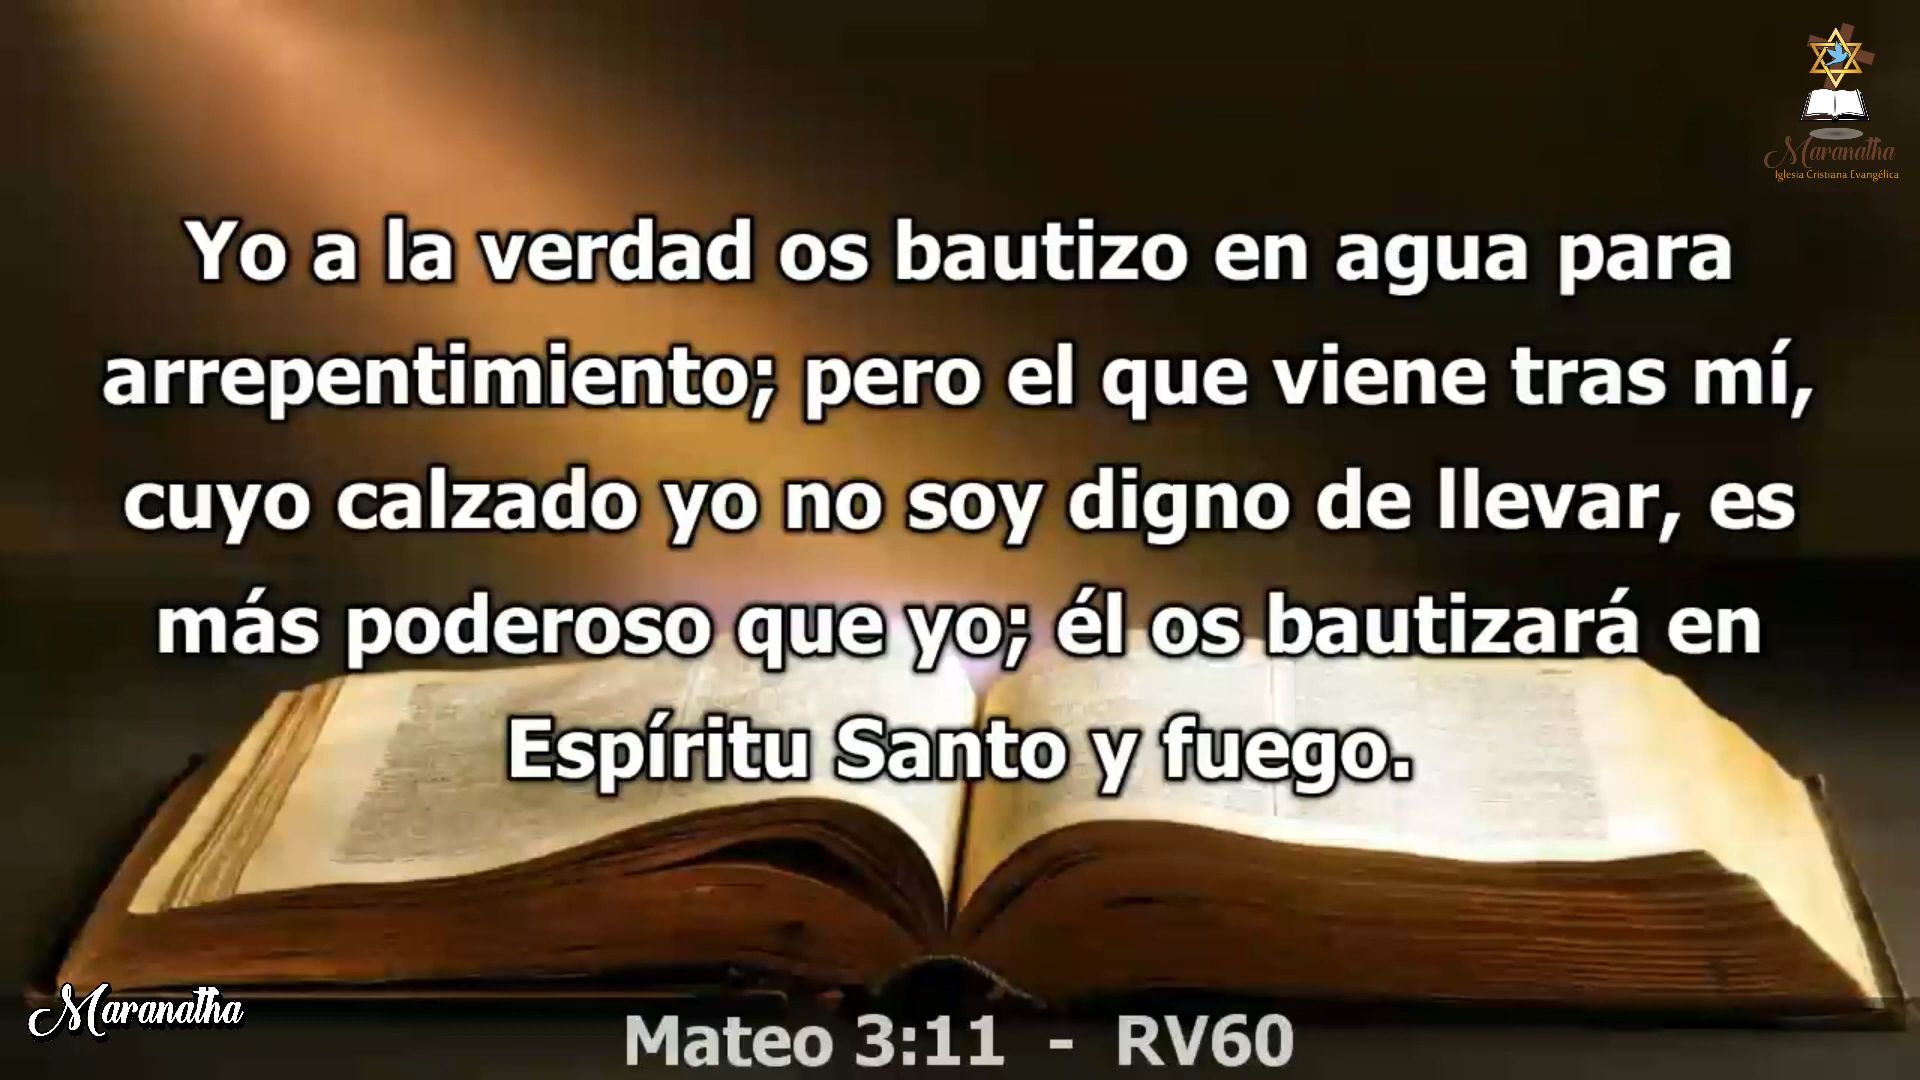 Maranatha
Iglesia Cristiana Evangélica
Yo a la verdad os bautizo en agua para
arrepentimiento; pero el que viene tras mí,
cuyo calzado yo no soy digno de llevar, es
más poderoso que yo; él os bautizará en
Espíritu Santo y fuego.
Maranatha
Mateo 3:11 - RV60